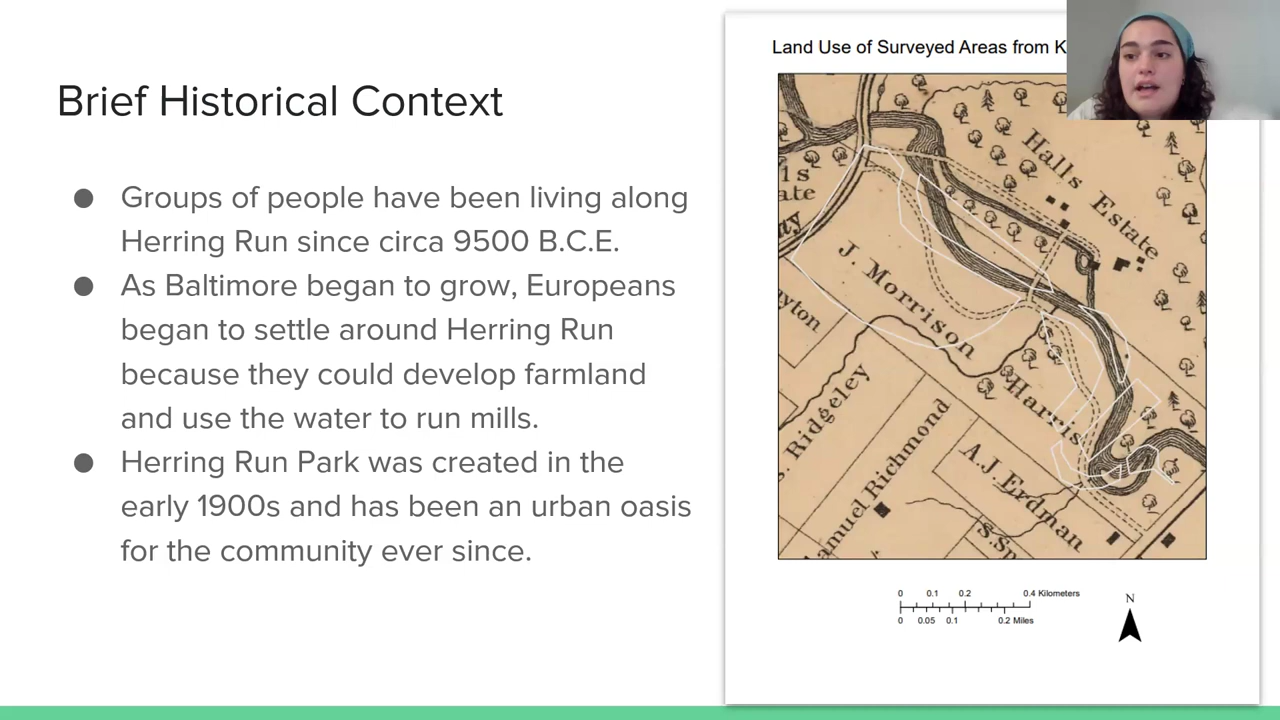 Brief Historical Context
● Groups of people have been living along
Herring Run since circa 9500 B.C.E.
● As Baltimore began to grow, Europeans
began to settle around Herring Run
because they could develop farmland
and use the water to run mills.
● Herring Run Park was created in the
early 1900s and has been an urban oasis
for the community ever since.
Land Use of Surveyed Areas from K
Halls Estate
J. Morrison
Ridgeley
Harris
Samuel Richmond
A.J. Erdman
0 0.1 0.2 0.4 Kilometers
0 0.05 0.1 0.2 Miles
N